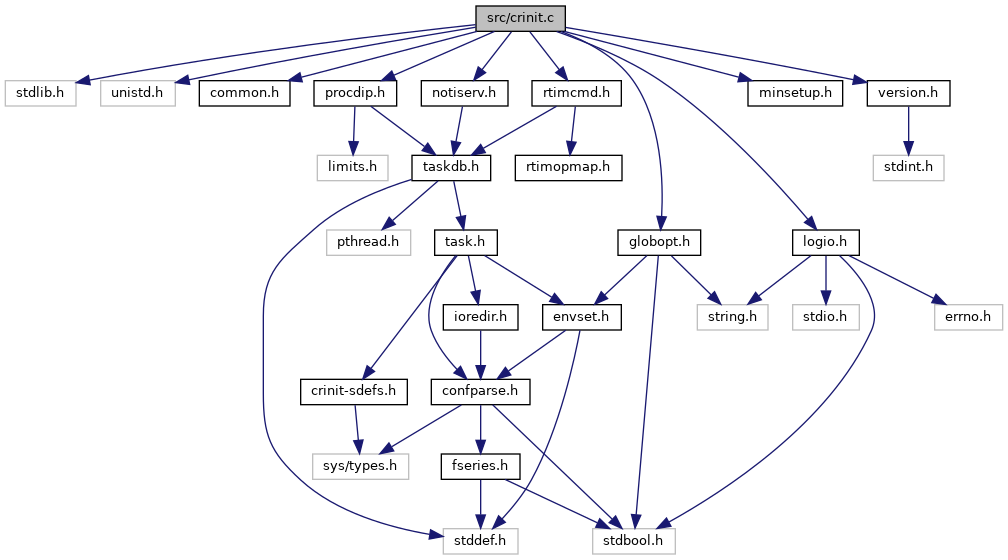 src/crinit.c
stdlib.h
unistd.h
common.h
procdip.h
notiserv.h
rtimcmd.h
minsetup.h
version.h
limits.h
taskdb.h
rtimopmap.h
stdint.h
pthread.h
task.h
globopt.h
logio.h
ioredir.h
envset.h
string.h
stdio.h
errno.h
crinit-sdefs.h
confparse.h
sys/types.h
fseries.h
stddef.h
stdbool.h